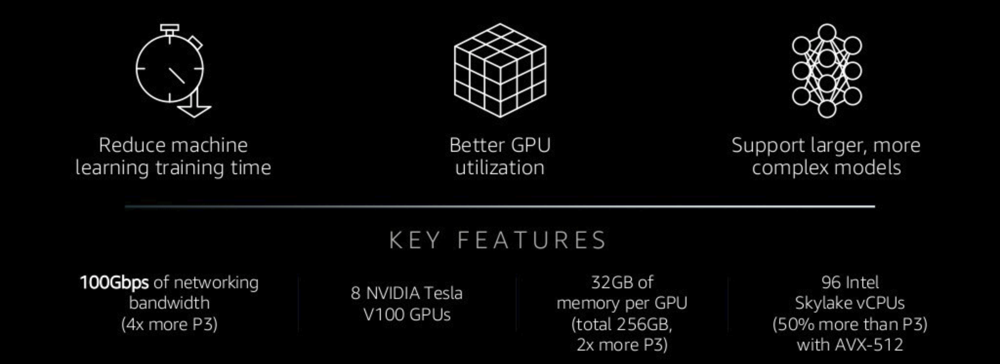 Reduce machine
learning training time
Better GPU
utilization
Support larger, more
complex models
KEY FEATURES
100Gbps of networking
bandwidth
(4x more P3)
8 NVIDIA Tesla
V100 GPUs
32GB of
memory per GPU
(total 256GB,
2x more P3)
96 Intel
Skylake vCPUs
(50% more than P3)
with AVX-512